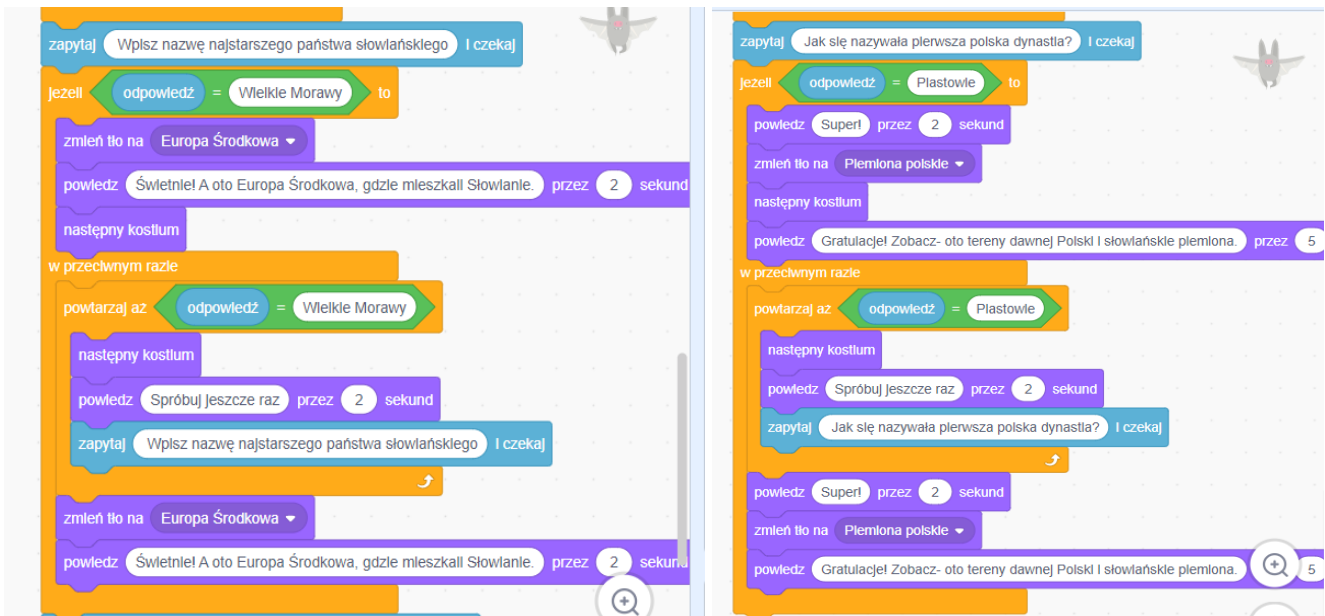 zapytaj Wpisz nazwę najstarszego państwa słowiańskiego i czekaj
jeżeli odpowiedź = Wielkie Morawy to
zmień tło na Europa Środkowa
powiedz Świetnie! A oto Europa Środkowa, gdzie mieszkali Słowianie. przez 2 sekund
następny kostium
w przeciwnym razie
powtarzaj aż odpowiedź = Wielkie Morawy
następny kostium
powiedz Spróbuj jeszcze raz przez 2 sekund
zapytaj Wpisz nazwę najstarszego państwa słowiańskiego i czekaj
zmień tło na Europa Środkowa
powiedz Świetnie! A oto Europa Środkowa, gdzie mieszkali Słowianie. przez 2 sekund
zapytaj Jak się nazywała pierwsza polska dynastia? i czekaj
jeżeli odpowiedź = Piastowie to
powiedz Super! przez 2 sekund
zmień tło na Plemiona polskie
następny kostium
powiedz Gratulacje! Zobacz- oto tereny dawnej Polski i słowiańskie plemiona. przez 5
w przeciwnym razie
powtarzaj aż odpowiedź = Piastowie
następny kostium
powiedz Spróbuj jeszcze raz przez 2 sekund
zapytaj Jak się nazywała pierwsza polska dynastia? i czekaj
powiedz Super! przez 2 sekund
zmień tło na Plemiona polskie
powiedz Gratulacje! Zobacz- oto tereny dawnej Polski i słowiańskie plemiona. 5